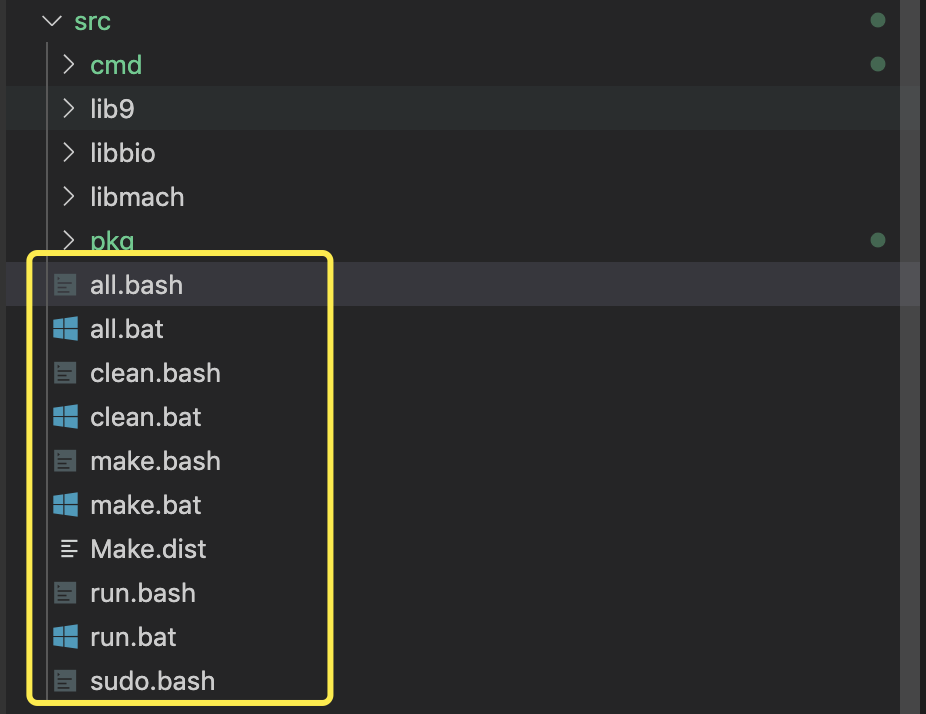 src
cmd
lib9
libbio
libmach
pkg
all.bash
all.bat
clean.bash
clean.bat
make.bash
make.bat
Make.dist
run.bash
run.bat
sudo.bash